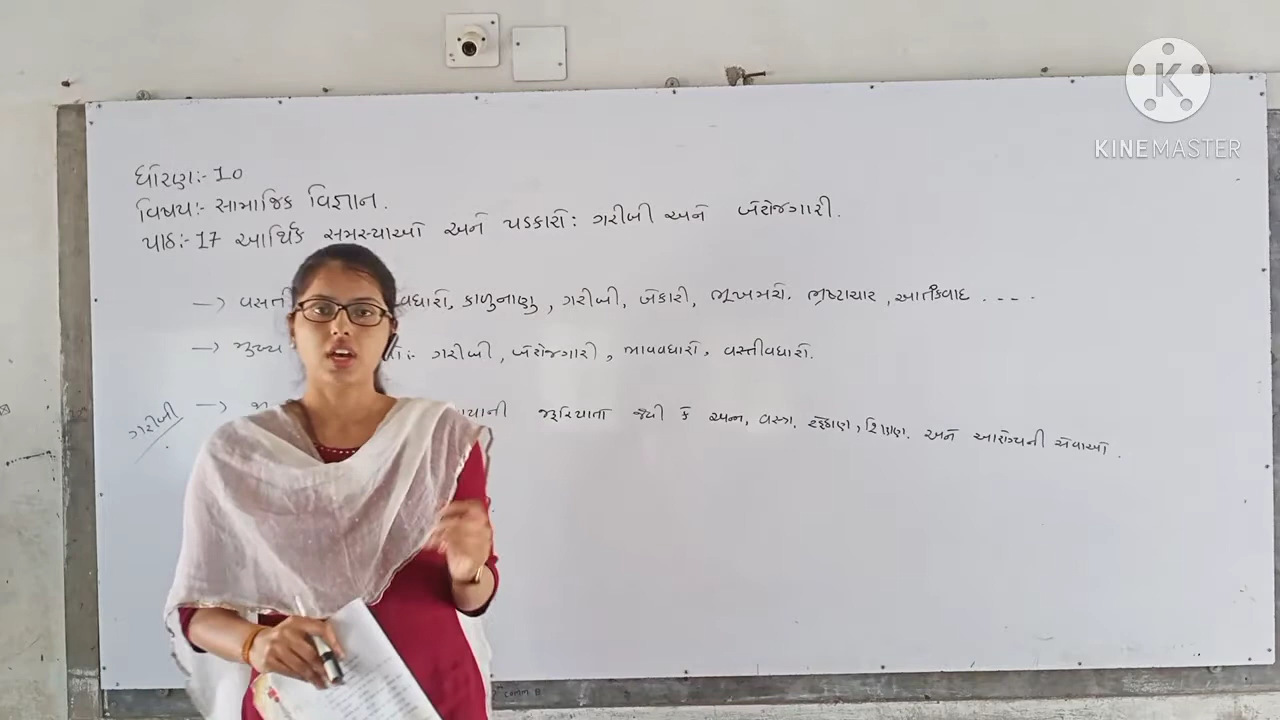 ધોરણ:- 10
વિષય:- સામાજિક વિજ્ઞાન.
પાઠ:- 17 આર્થિક સમસ્યાઓ અને પડકારો: ગરીબી અને બેરોજગારી.
→ વધારો, કાળુનાણુ, ગરીબી, બેકારી, ભૂખમરો. ભ્રષ્ટાચાર, આતંકવાદ ....
→ મુખ્ય :- ગરીબી, બેરોજગારી, ભાવવધારો, વસ્તીવધારો.
ગરીબી → જરૂરિયાતો જેવી કે અન્ન, વસ્ત્ર, રહેઠાણ, શિક્ષણ. અને આરોગ્યની સેવાઓ.
KINEMASTER